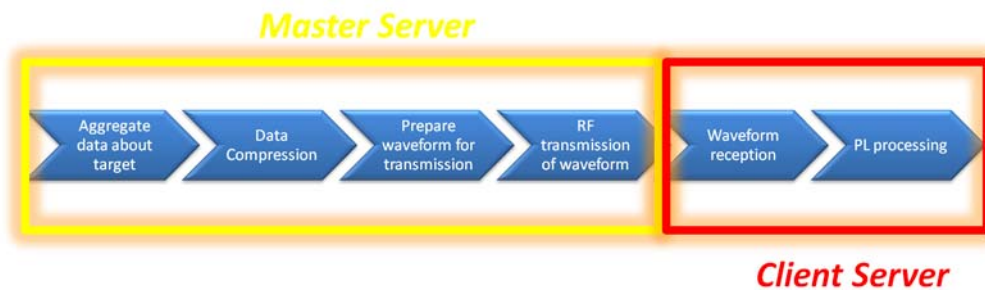 Master Server
Aggregate
data about
target
Data
Compression
Prepare
waveform for
transmission
RF
transmission
of waveform
Waveform
reception
PL processing
Client Server